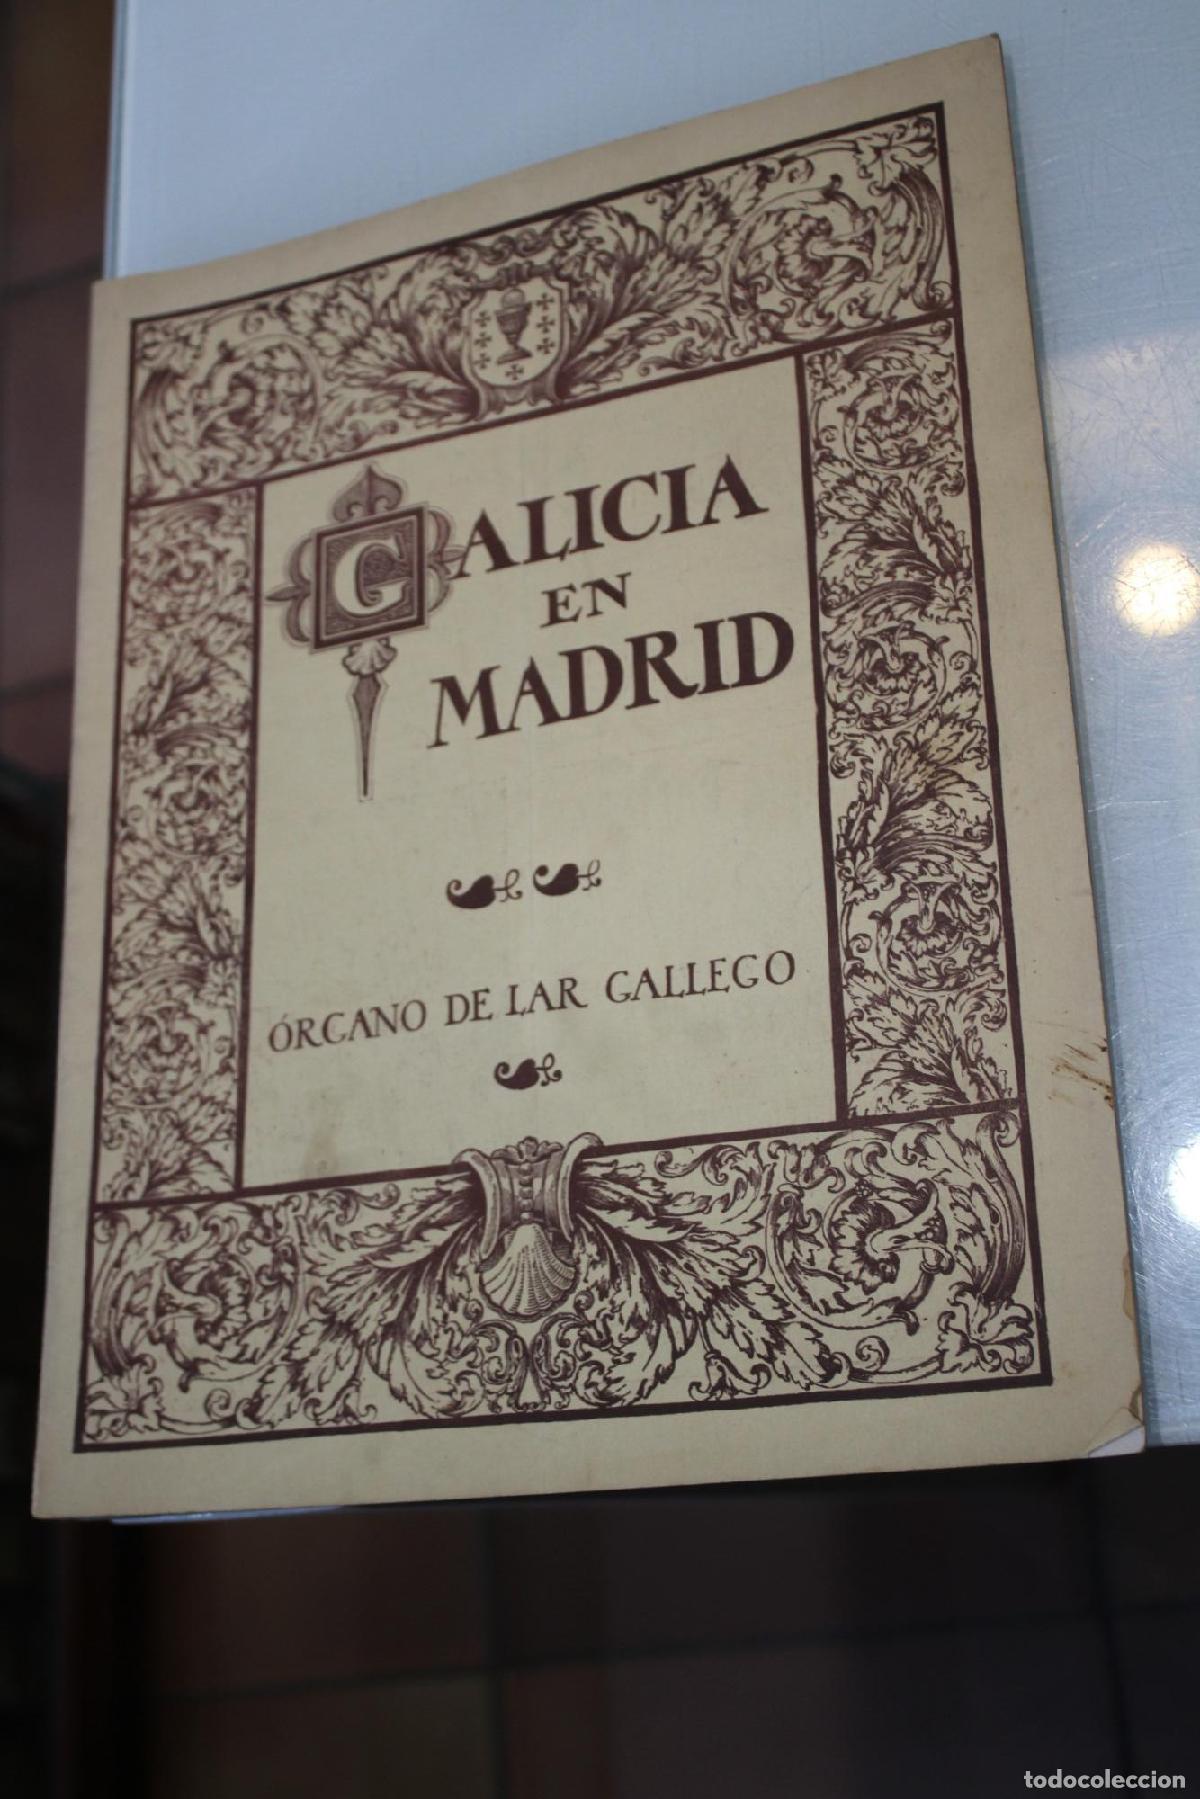 GALICIA
EN
MADRID
ÓRGANO DE LAR GALLEGO
todocoleccion